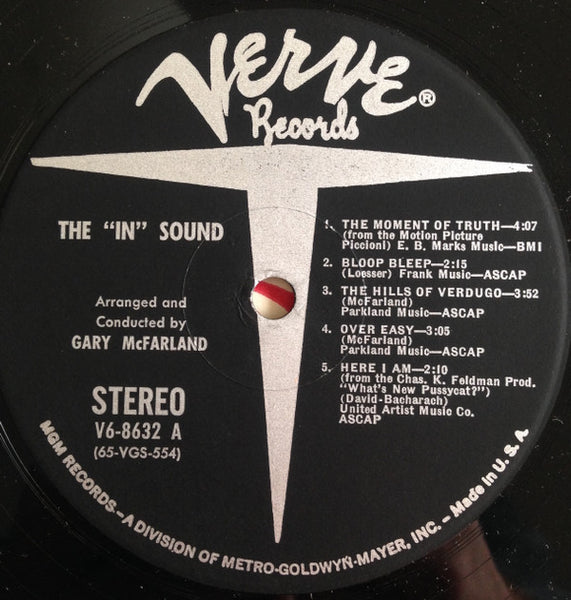 Verve®
Records
THE "IN" SOUND
Arranged and
Conducted by
GARY McFARLAND
STEREO
V6-8632 A
(65-VGS-554)
1. THE MOMENT OF TRUTH—4:07
(from the Motion Picture
Piccioni) E. B. Marks Music—BMI
2. BLOOP BLEEP—2:15
(Loesser) Frank Music—ASCAP
3. THE HILLS OF VERDUGO—3:52
(McFarland)
Parkland Music—ASCAP
4. OVER EASY—3:05
(McFarland)
Parkland Music—ASCAP
5. HERE I AM—2:10
(from the Chas. K. Feldman Prod.
"What's New Pussycat?")
(David-Bacharach)
United Artist Music Co.
ASCAP
MGM RECORDS—A DIVISION OF METRO-GOLDWYN-MAYER, INC. – Made in U.S.A.